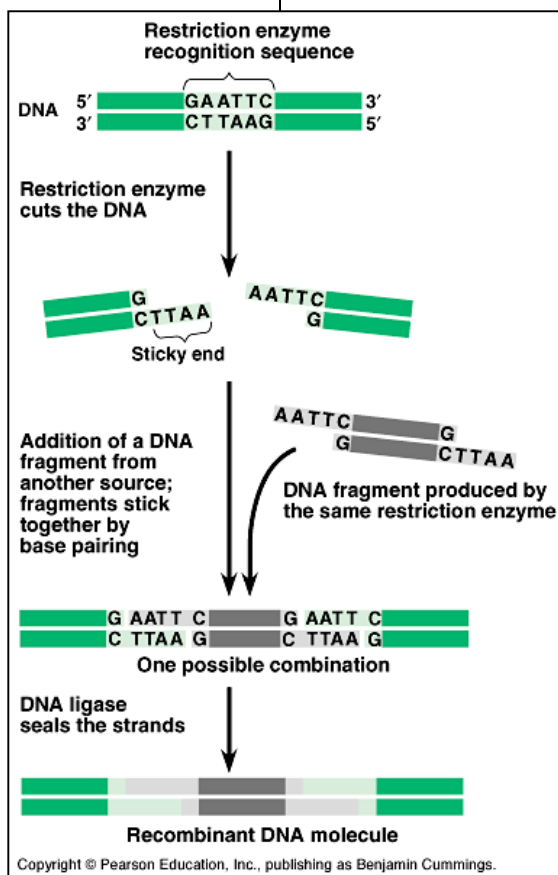 Restriction enzyme
recognition sequence
DNA
5′ GAATTC 3′
3′ CTTAAG 5′
Restriction enzyme
cuts the DNA
G
CTTAA
AATTC
G
Sticky end
AATTC G
G CTTAA
Addition of a DNA
fragment from
another source;
fragments stick
together by
base pairing
DNA fragment produced by
the same restriction enzyme
G AATT C G AATT C
C TTAA G C TTAA G
One possible combination
DNA ligase
seals the strands
Recombinant DNA molecule
Copyright © Pearson Education, Inc., publishing as Benjamin Cummings.